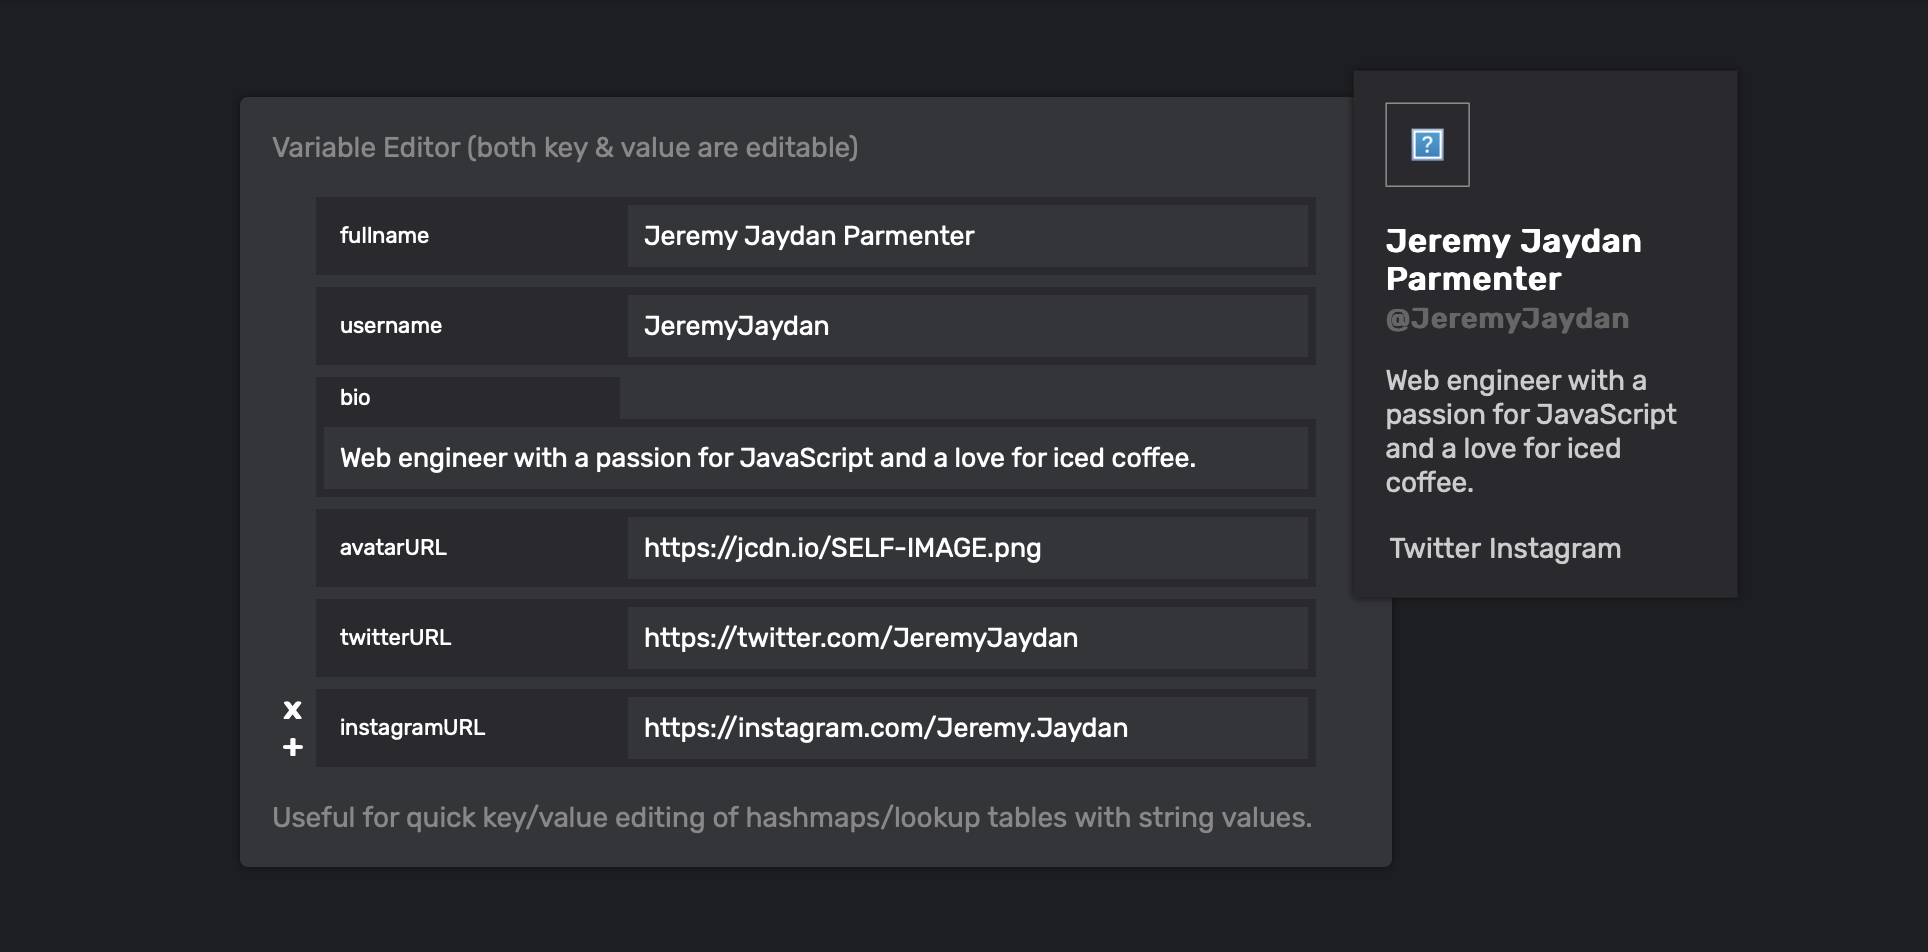 Variable Editor (both key & value are editable)
fullname
Jeremy Jaydan Parmenter
username
JeremyJaydan
bio
Web engineer with a passion for JavaScript and a love for iced coffee.
avatarURL
https://jcdn.io/SELF-IMAGE.png
twitterURL
https://twitter.com/JeremyJaydan
x
+
instagramURL
https://instagram.com/Jeremy.Jaydan
Useful for quick key/value editing of hashmaps/lookup tables with string values.
?
Jeremy Jaydan
Parmenter
@JeremyJaydan
Web engineer with a
passion for JavaScript
and a love for iced
coffee.
Twitter Instagram